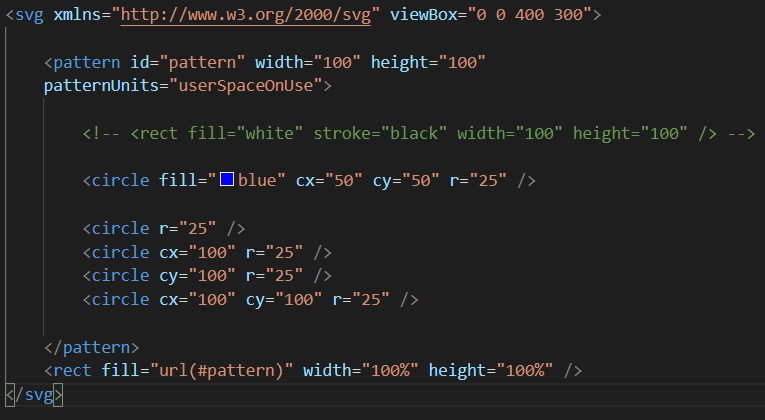 <svg xmlns="http://www.w3.org/2000/svg" viewBox="0 0 400 300">
<pattern id="pattern" width="100" height="100"
patternUnits="userSpaceOnUse">
<!-- <rect fill="white" stroke="black" width="100" height="100" /> -->
<circle fill="blue" cx="50" cy="50" r="25" />
<circle r="25" />
<circle cx="100" r="25" />
<circle cy="100" r="25" />
<circle cx="100" cy="100" r="25" />
</pattern>
<rect fill="url(#pattern)" width="100%" height="100%" />
</svg>